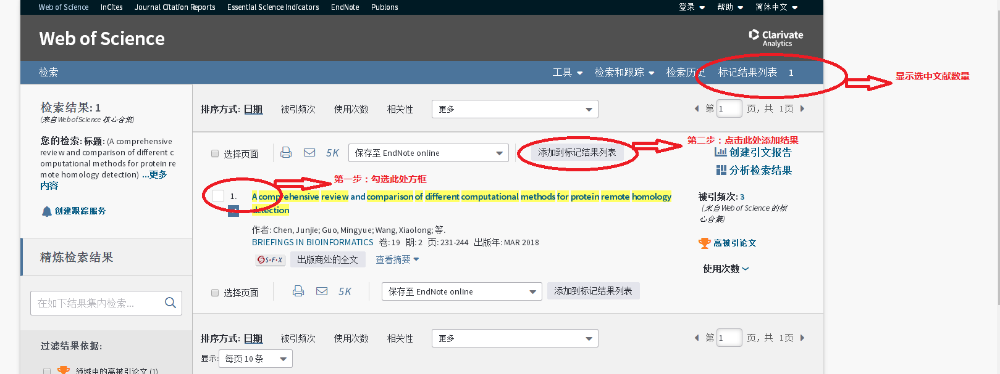 Web of Science InCites Journal Citation Reports Essential Science Indicators EndNote Publons 登录 帮助 简体中文
Web of Science
Clarivate
Analytics
检索 工具 检索和跟踪 检索历史 标记结果列表 1
显示选中文献数量
检索结果: 1
(来自 Web of Science 核心合集)
您的检索: 标题: (A comprehensive
review and comparison of different c
omputational methods for protein re
mote homology detection) ...更多
内容
创建跟踪服务
精炼检索结果
在如下结果集内检索...
过滤结果依据:
领域中的高被引论文 (1)
排序方式: 日期 被引频次 使用次数 相关性 更多
第 1 页，共 1页
选择页面 5K 保存至 EndNote online 添加到标记结果列表
第二步：点击此处添加结果
创建引文报告
分析检索结果
第一步：勾选此处方框
1. A comprehensive review and comparison of different computational methods for protein remote homology
detection
作者: Chen, Junjie; Guo, Mingyue; Wang, Xiaolong; 等.
BRIEFINGS IN BIOINFORMATICS 卷: 19 期: 2 页: 231-244 出版年: MAR 2018
S·F·X 出版商处的全文 查看摘要
被引频次: 3
(来自 Web of Science 的核
心合集)
高被引论文
使用次数
选择页面 5K 保存至 EndNote online 添加到标记结果列表
排序方式: 日期 被引频次 使用次数 相关性 更多
第 1 页，共 1页
显示: 每页 10 条